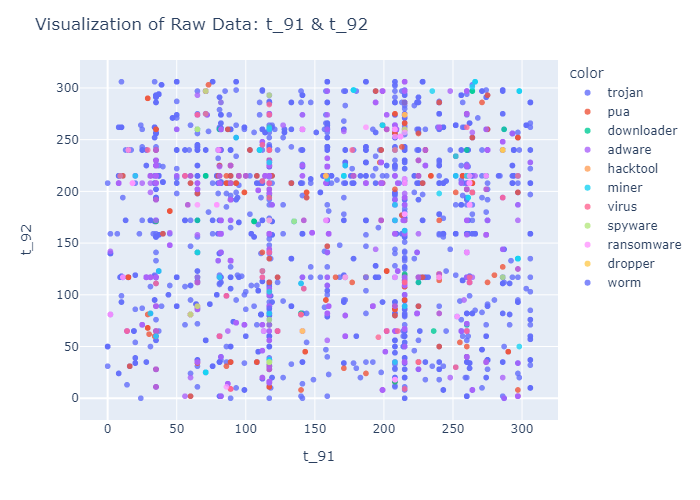 Visualization of Raw Data: t_91 & t_92
color
trojan
pua
downloader
adware
hacktool
miner
virus
spyware
ransomware
dropper
worm
300
250
200
150
100
50
0
t_92
0 50 100 150 200 250 300
t_91